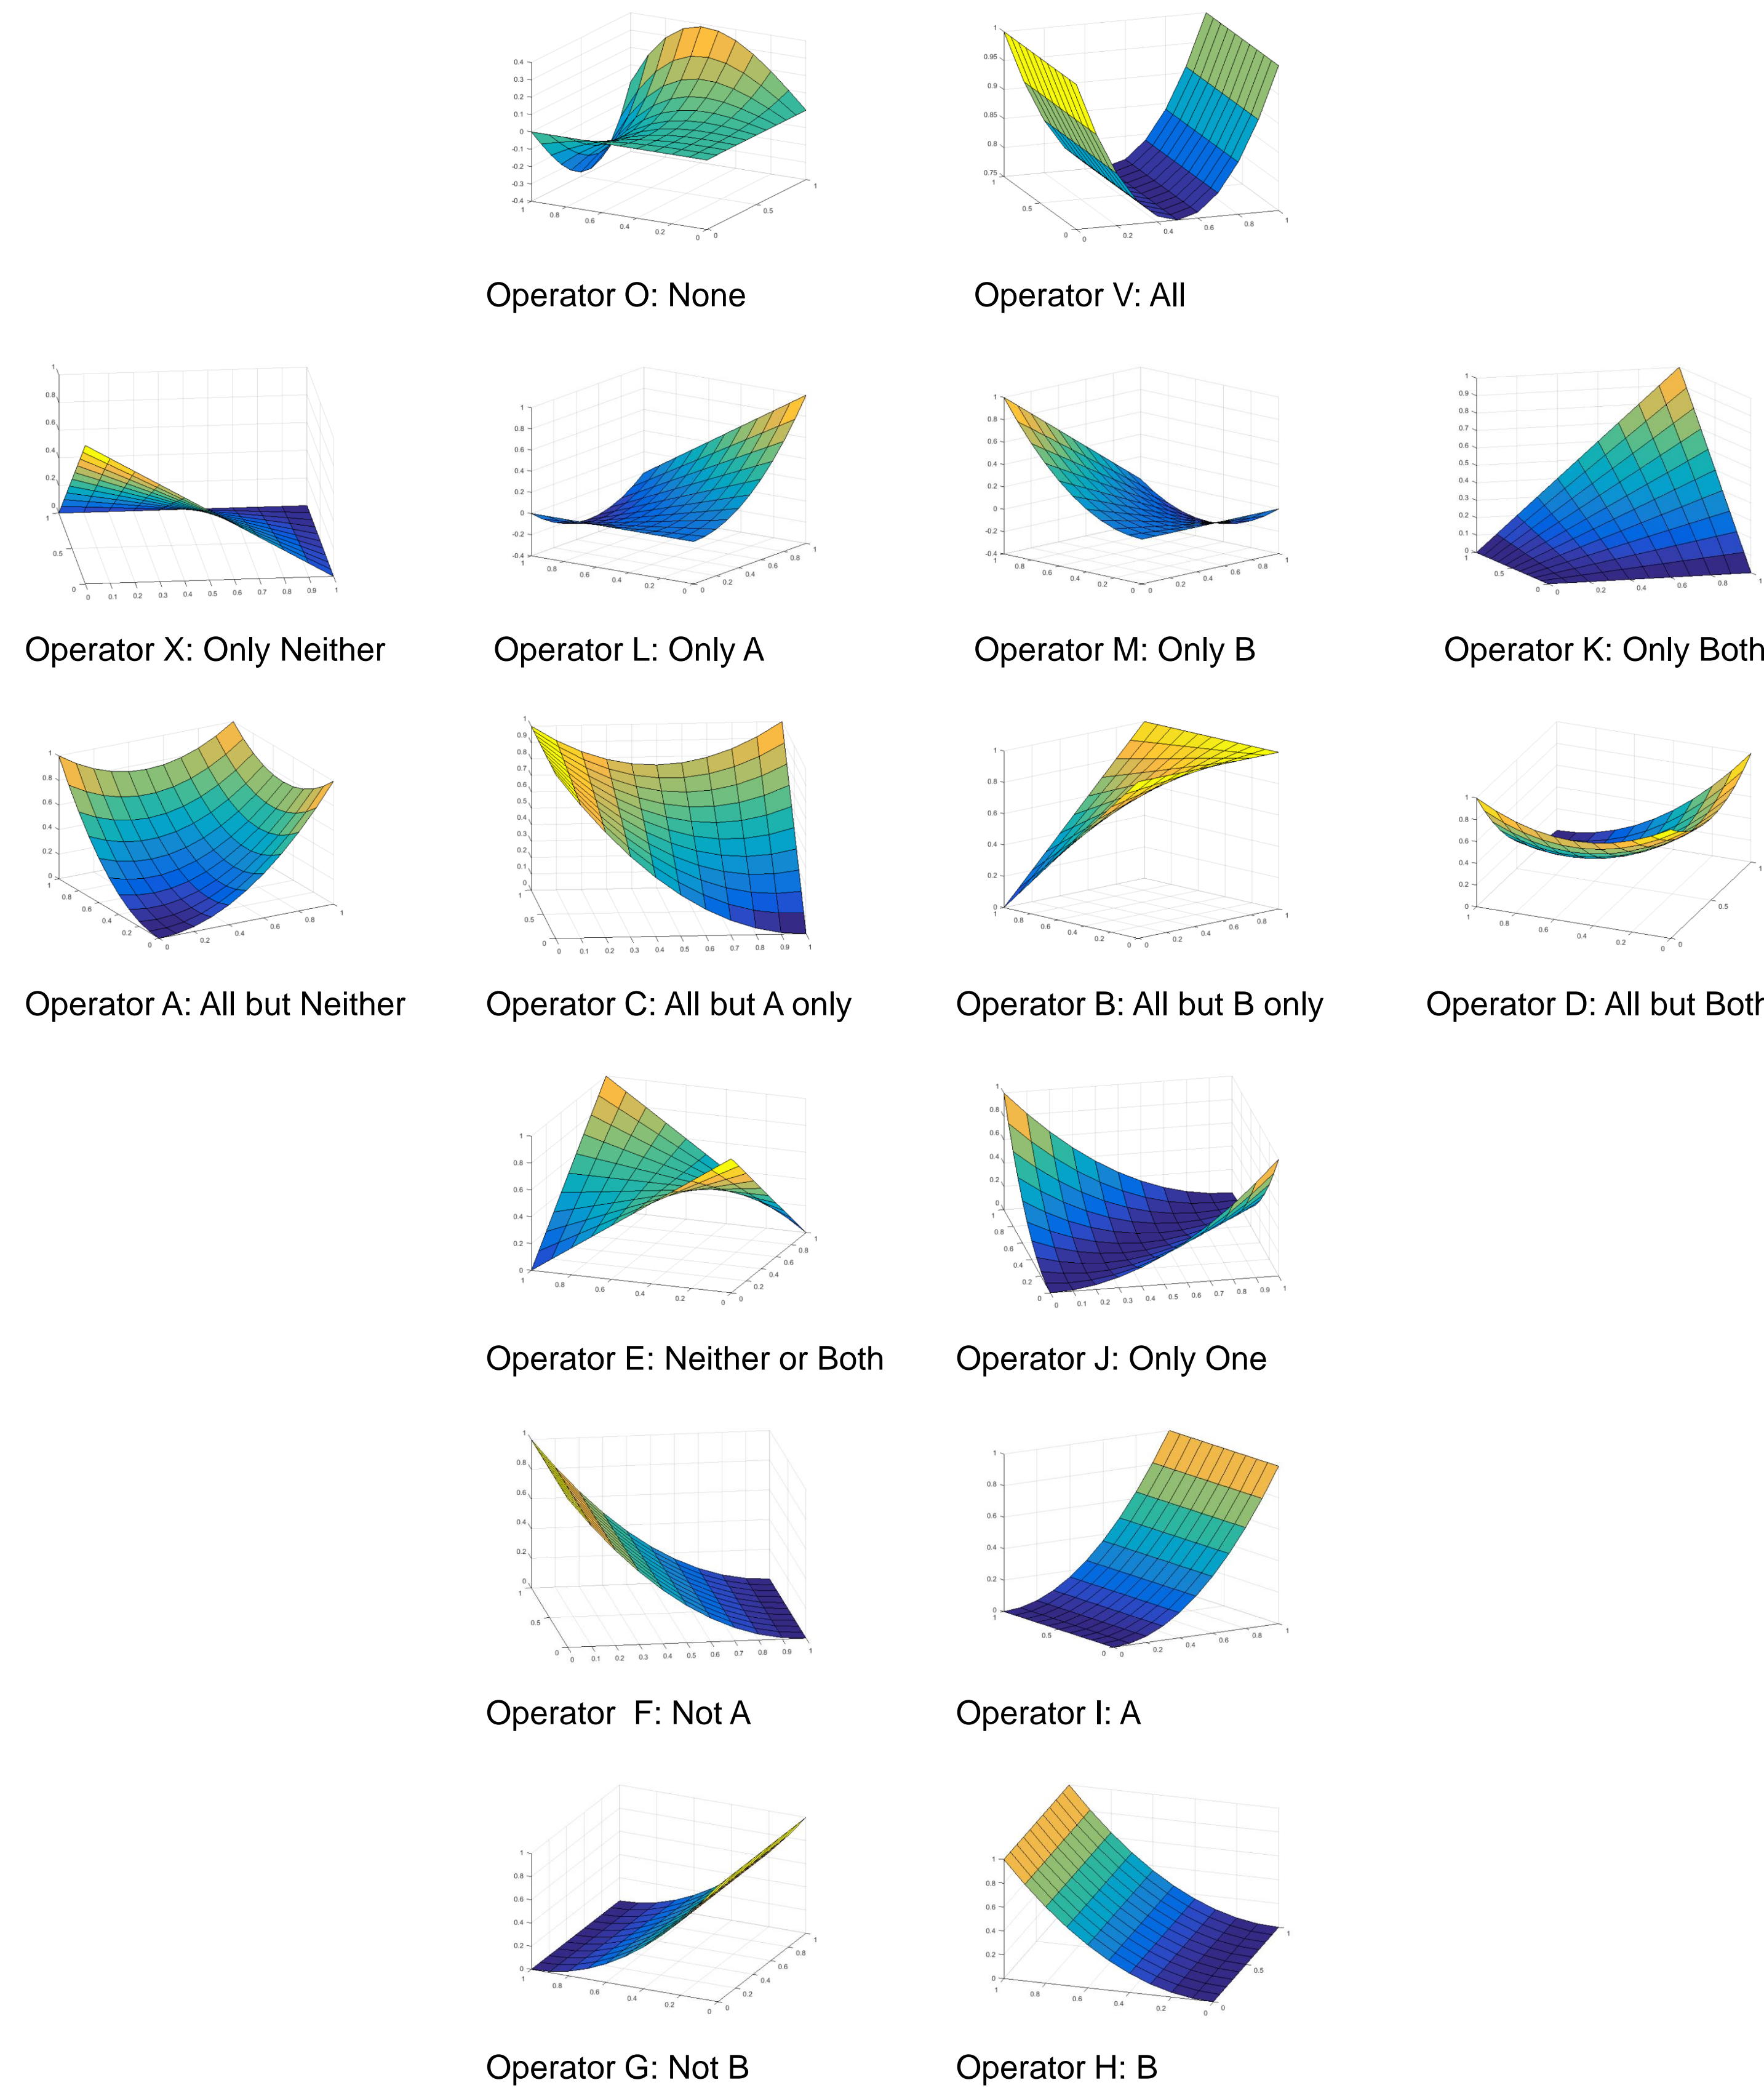 Operator O: None
Operator V: All
Operator X: Only Neither
Operator L: Only A
Operator M: Only B
Operator K: Only Both
Operator A: All but Neither
Operator C: All but A only
Operator B: All but B only
Operator D: All but Both
Operator E: Neither or Both
Operator J: Only One
Operator F: Not A
Operator I: A
Operator G: Not B
Operator H: B